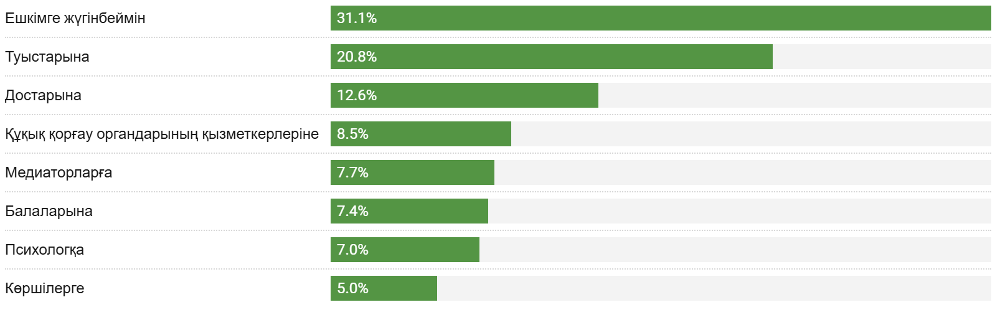 Ешкімге жүгінбеймін 31.1%
Туыстарына 20.8%
Достарына 12.6%
Құқық қорғау органдарының қызметкерлеріне 8.5%
Медиаторларға 7.7%
Балаларына 7.4%
Психологқа 7.0%
Көршілерге 5.0%